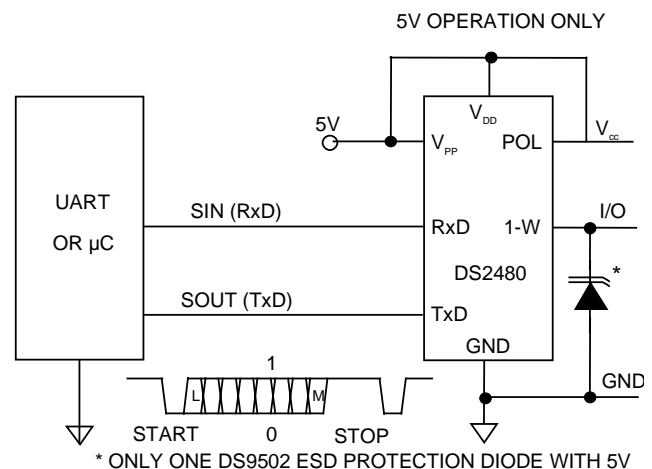 5V OPERATION ONLY
5V
V_DD
V_PP
POL
V_cc
UART
OR µC
SIN (RxD)
RxD
1-W
I/O
DS2480
*
SOUT (TxD)
TxD
GND
GND
1
L
M
START
0
STOP
* ONLY ONE DS9502 ESD PROTECTION DIODE WITH 5V